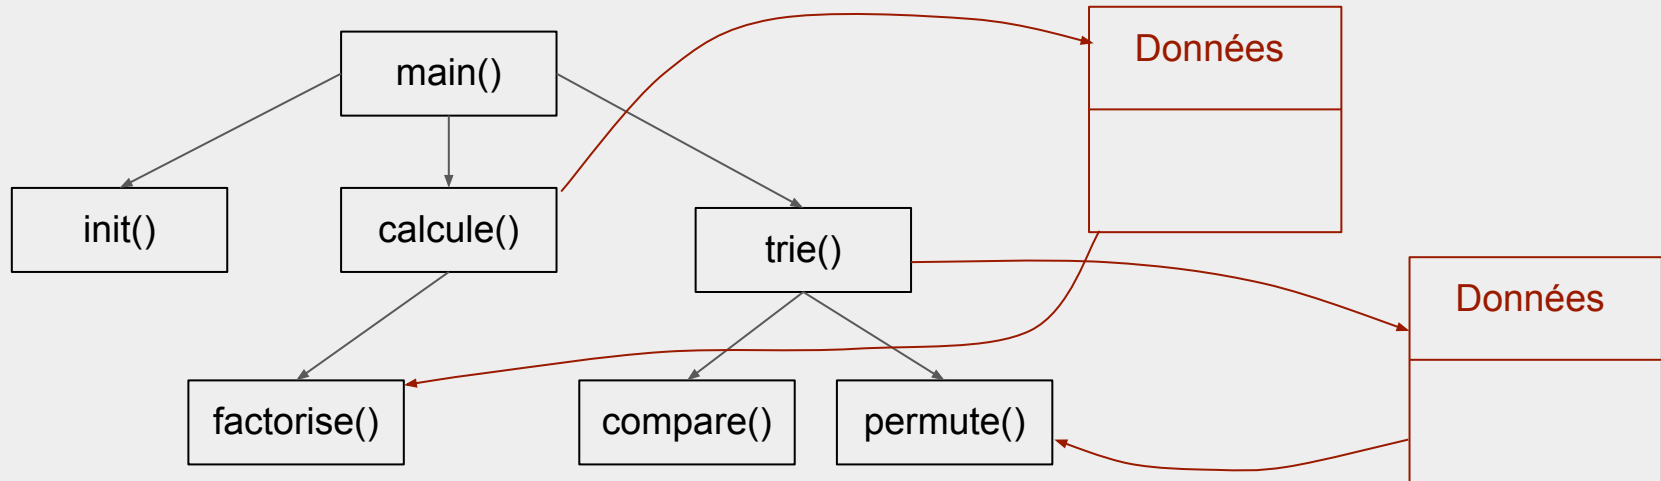 main()
Données
init()
calcule()
trie()
Données
factorise()
compare()
permute()